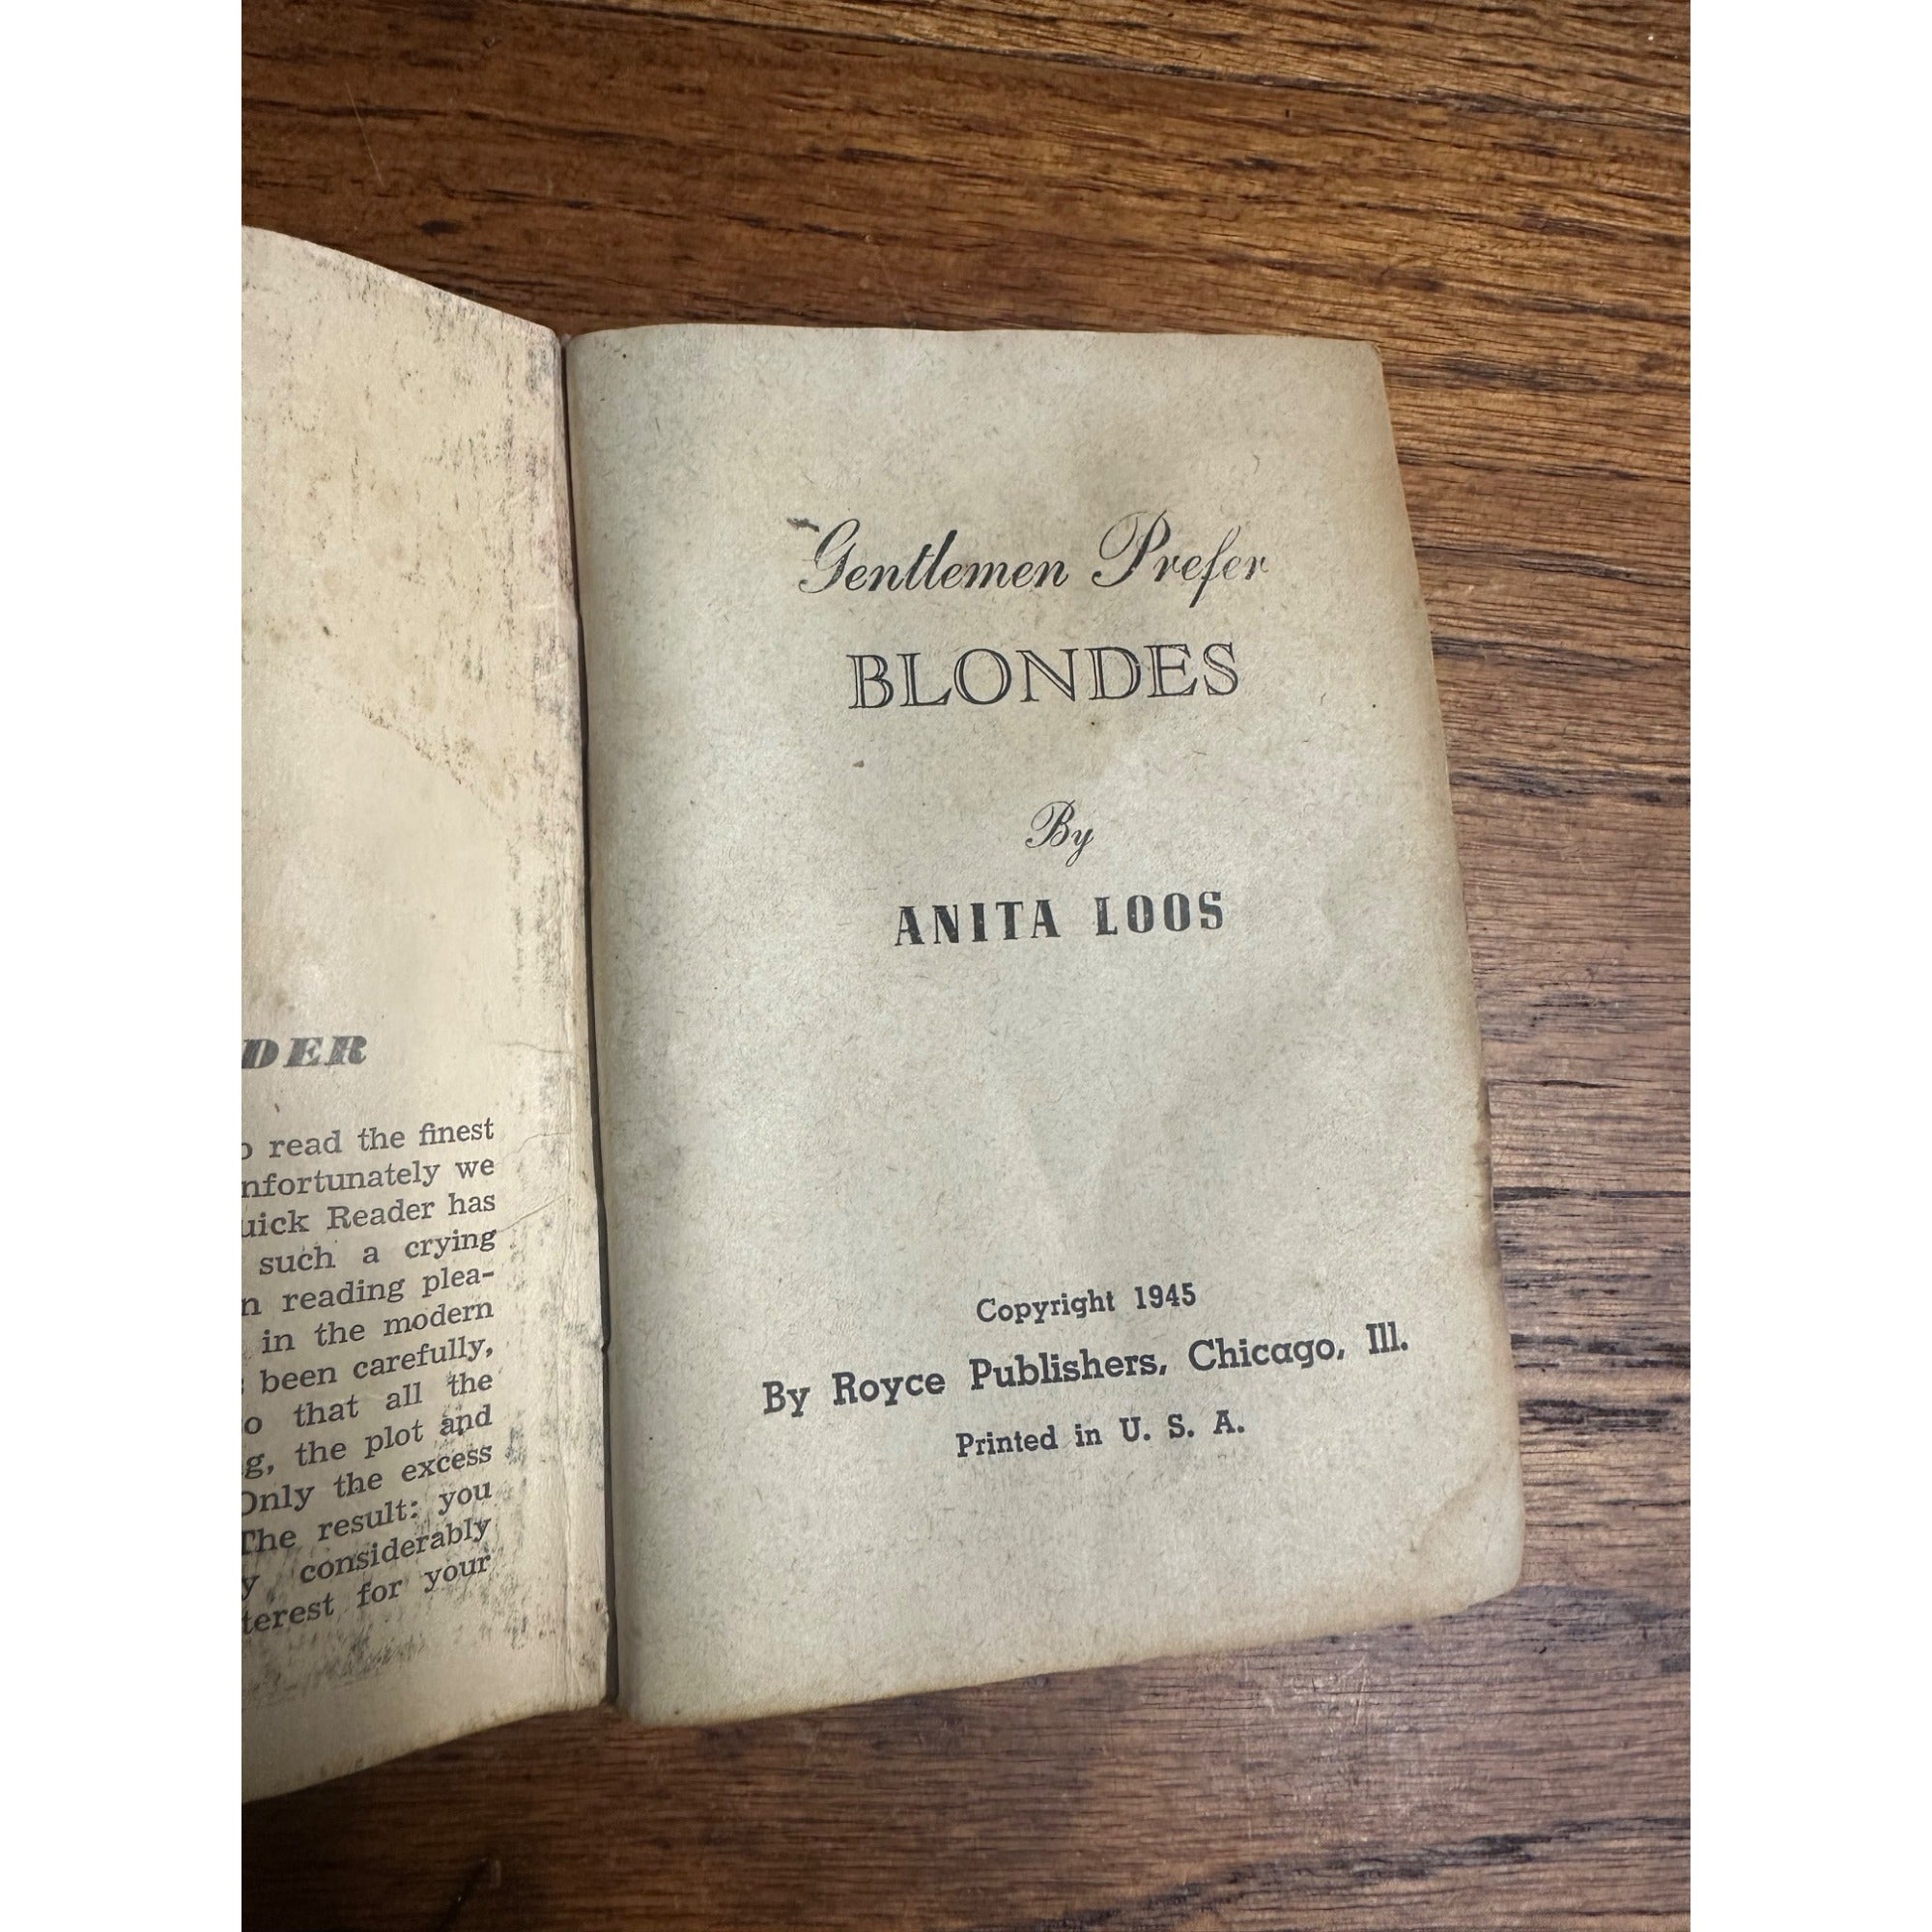 DER
read the finest
nfortunately we
uick Reader has
such a crying
n reading plea-
in the modern
been carefully,
o that all the
g, the plot and
Only the excess
The result: you
y considerably
terest for your
Gentlemen Prefer
BLONDES
By
ANITA LOOS
Copyright 1945
By Royce Publishers, Chicago, Ill.
Printed in U. S. A.